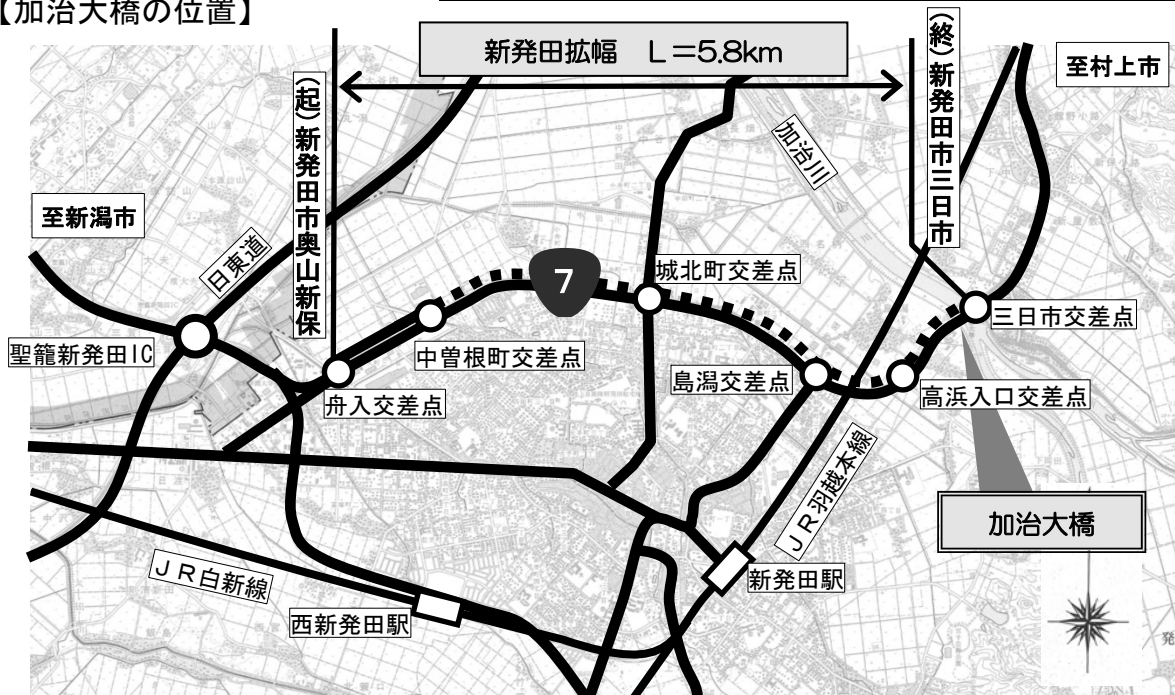 【加治大橋の位置】
新発田拡幅 L=5.8km
(起)新発田市奥山新保
(終)新発田市三日市
至村上市
至新潟市
加治川
日東道
7
城北町交差点
三日市交差点
聖籠新発田IC
中曽根町交差点
島潟交差点
高浜入口交差点
舟入交差点
JR羽越本線
加治大橋
JR白新線
新発田駅
西新発田駅
発